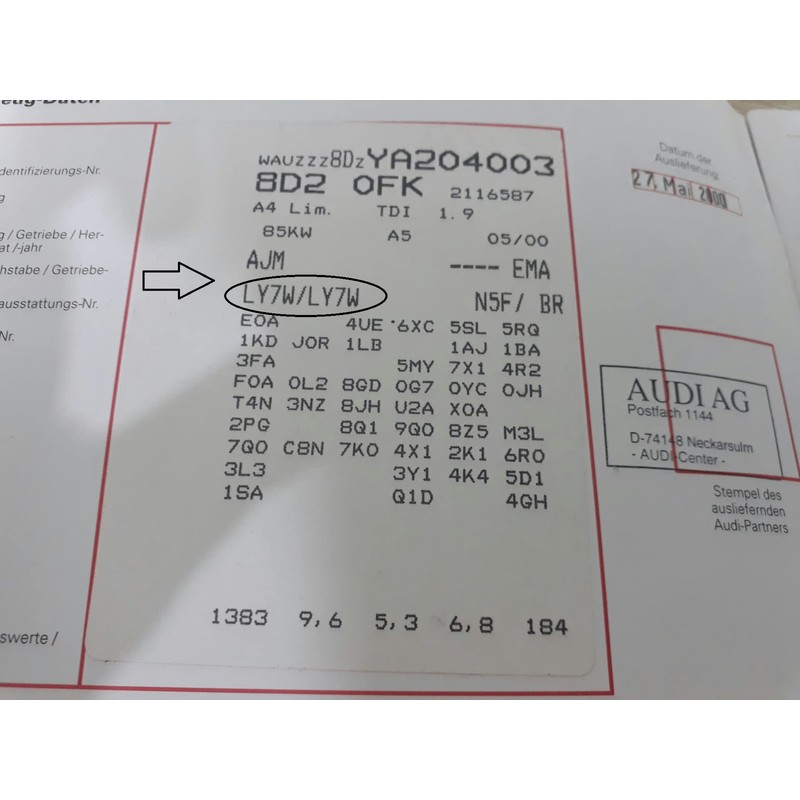 eug-Daten
dentifizierungs-Nr.
g
g / Getriebe / Her-
at /-jahr
hstabe / Getriebe-
ausstattungs-Nr.
Nr.
swerte /
WAUZZZ8DZYA204003
8D2 0FK 2116587
A4 Lim. TDI 1.9
85KW A5 05/00
AJM ---- EMA
LY7W/LY7W N5F/ BR
E0A 4UE *6XC 5SL 5RQ
1KD J0R 1LB 1AJ 1BA
3FA 5MY 7X1 4R2
F0A 0L2 8GD 0G7 0YC 0JH
T4N 3NZ 8JH U2A X0A
2PG 8Q1 9Q0 8Z5 M3L
7Q0 C8N 7K0 4X1 2K1 6R0
3L3 3Y1 4K4 5D1
1SA Q1D 4GH
1383 9,6 5,3 6,8 184
Datum der
Auslieferung
27. Mai 2000
AUDI AG
Postfach 1144
D-74148 Neckarsulm
- AUDI-Center -
Stempel des
ausliefernden
Audi-Partners